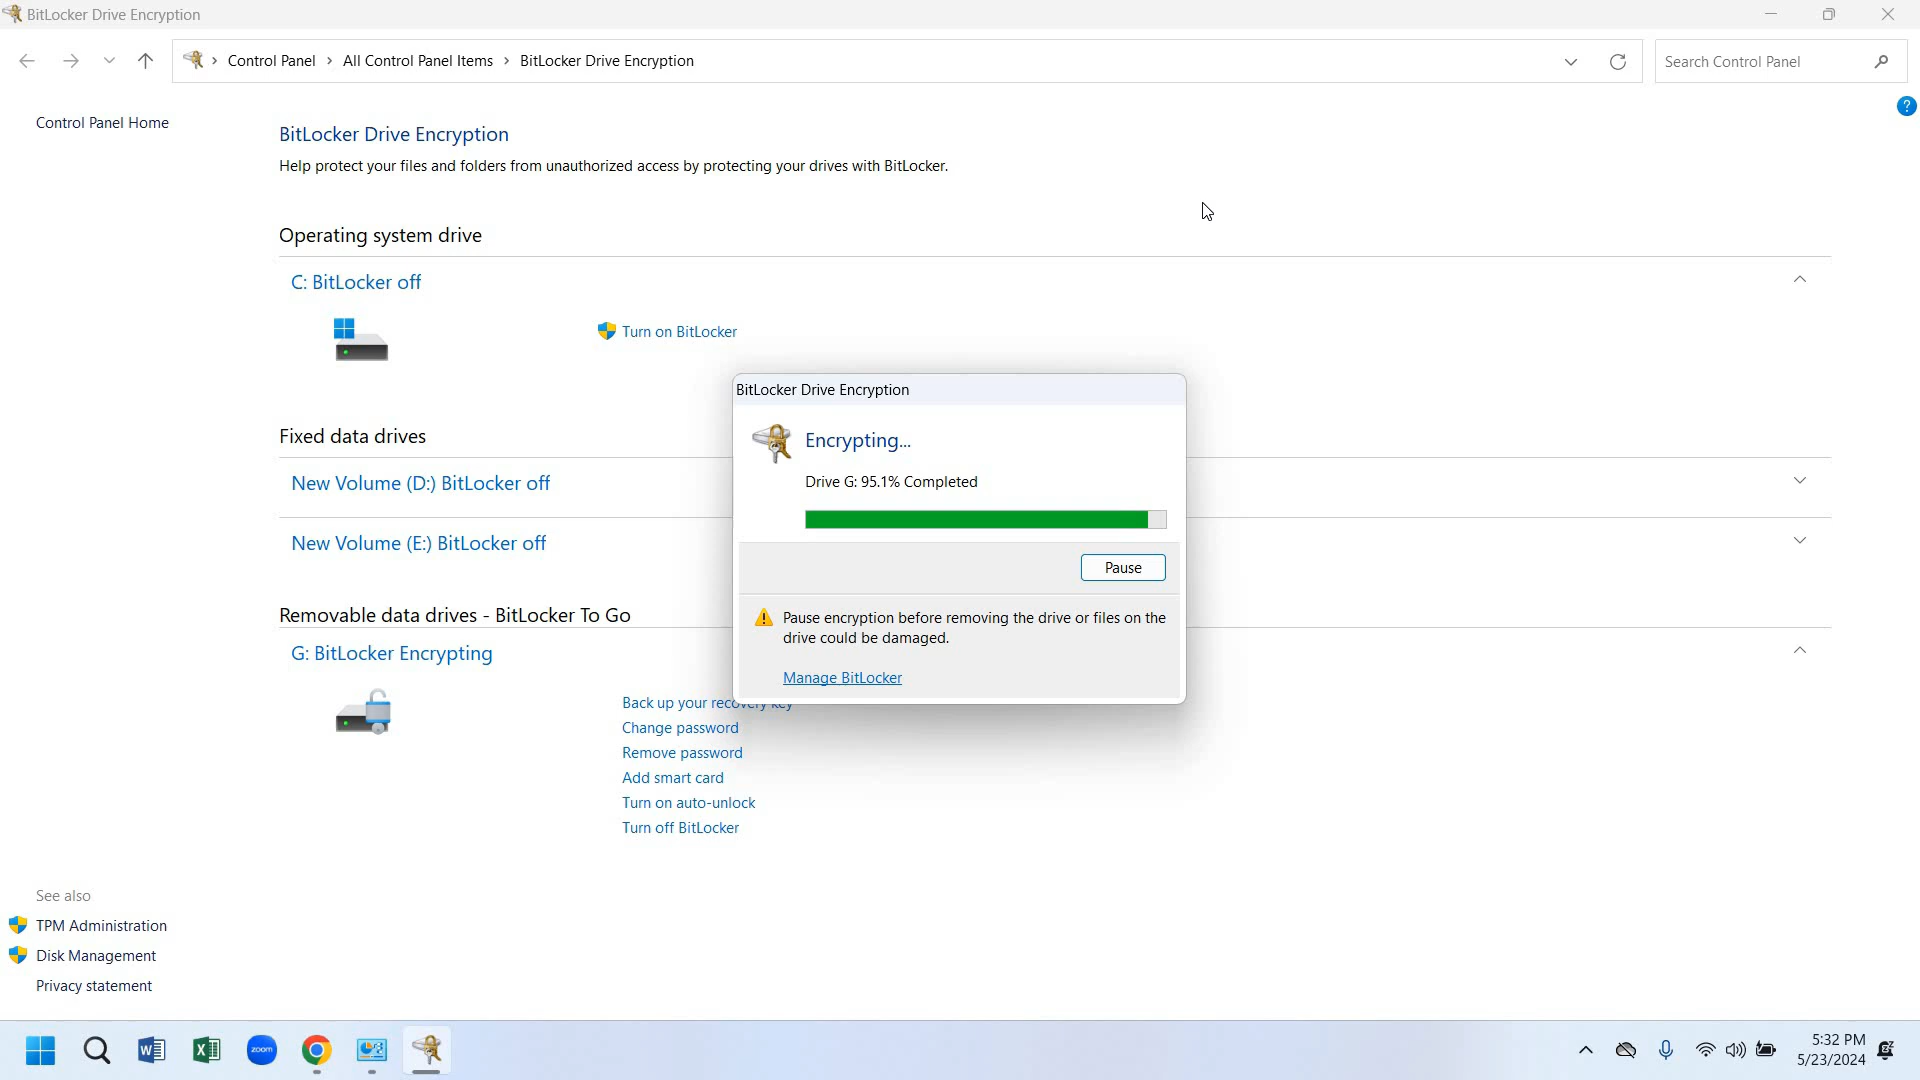 BitLocker Drive Encryption
Control Panel > All Control Panel Items > BitLocker Drive Encryption
Search Control Panel
?
Control Panel Home
BitLocker Drive Encryption
Help protect your files and folders from unauthorized access by protecting your drives with BitLocker.
Operating system drive
C: BitLocker off
Turn on BitLocker
Fixed data drives
New Volume (D:) BitLocker off
New Volume (E:) BitLocker off
Removable data drives - BitLocker To Go
G: BitLocker Encrypting
Back up your recovery key
Change password
Remove password
Add smart card
Turn on auto-unlock
Turn off BitLocker
BitLocker Drive Encryption
Encrypting...
Drive G: 95.1% Completed
Pause
Pause encryption before removing the drive or files on the
drive could be damaged.
Manage BitLocker
See also
TPM Administration
Disk Management
Privacy statement
zoom
5:32 PM
5/23/2024